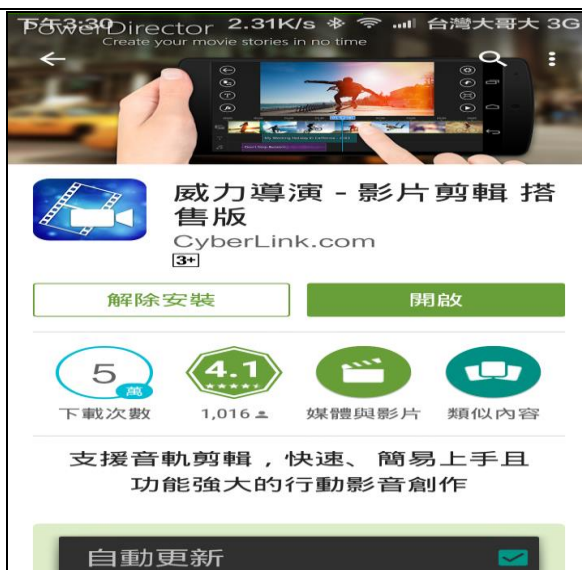 下午3:30 2.31K/s 台灣大哥大 3G
PowerDirector
Create your movie stories in no time
威力導演 - 影片剪輯 搭
售版
CyberLink.com
3+
解除安裝 開啟
5 萬 4.1
下載次數 1,016 媒體與影片 類似內容
支援音軌剪輯，快速、簡易上手且
功能強大的行動影音創作
自動更新